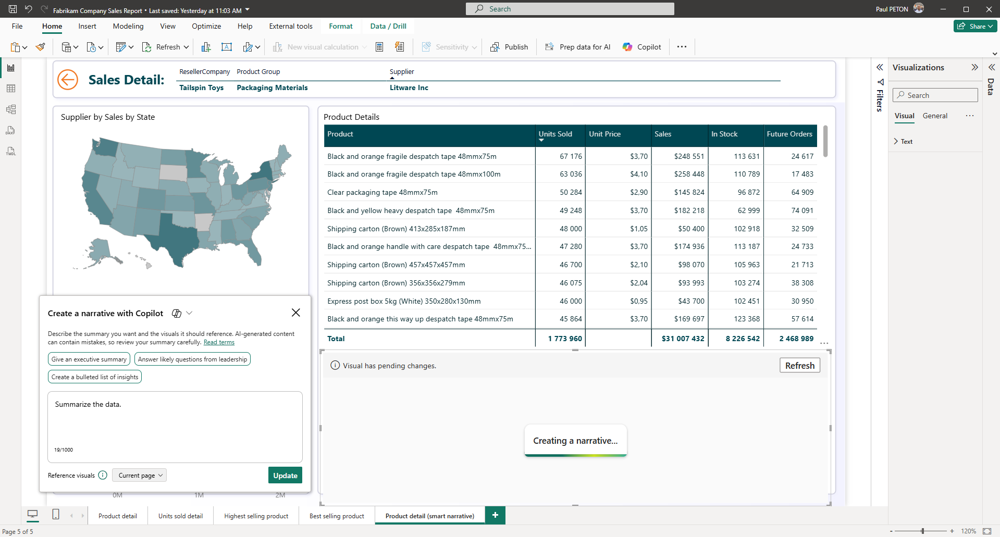 Fabrikam Company Sales Report • Last saved: Yesterday at 11:03 AM
Search
Paul PETON
File
Home
Insert
Modeling
View
Optimize
Help
External tools
Format
Data / Drill
Share
Refresh
New visual calculation
Sensitivity
Publish
Prep data for AI
Copilot
Sales Detail:
ResellerCompany Product Group Supplier
Tailspin Toys Packaging Materials Litware Inc
Supplier by Sales by State
Product Details
Product Units Sold Unit Price Sales In Stock Future Orders
Black and orange fragile despatch tape 48mmx75m 67 176 $3,70 $248 551 113 631 24 617
Black and orange fragile despatch tape 48mmx100m 63 036 $4,10 $258 448 110 789 17 483
Clear packaging tape 48mmx75m 50 284 $2,90 $145 824 96 872 64 909
Black and yellow heavy despatch tape 48mmx75m 49 248 $3,70 $182 218 62 999 74 091
Shipping carton (Brown) 413x285x187mm 48 000 $1,05 $50 400 102 918 32 509
Black and orange handle with care despatch tape 48mmx75... 47 280 $3,70 $174 936 113 187 24 733
Shipping carton (Brown) 457x457x457mm 46 700 $2,10 $98 070 105 963 21 713
Shipping carton (Brown) 356x356x279mm 46 075 $2,04 $93 993 103 274 38 308
Express post box 5kg (White) 350x280x130mm 46 000 $0,95 $43 700 102 451 30 950
Black and orange this way up despatch tape 48mmx75m 45 864 $3,70 $169 697 123 368 57 614
Total 1 773 960 $31 007 432 8 226 542 2 468 989
Filters
Visualizations
Search
Visual
General
Text
Data
DAX
TMDL
Create a narrative with Copilot
Describe the summary you want and the visuals it should reference. AI-generated content
can contain mistakes, so review your summary carefully. Read terms
Give an executive summary
Answer likely questions from leadership
Create a bulleted list of insights
Summarize the data.
19/1000
Reference visuals
Current page
Update
0M 1M 2M
Visual has pending changes.
Refresh
Creating a narrative...
Product detail
Units sold detail
Highest selling product
Best selling product
Product detail (smart narrative)
+
Page 5 of 5
- + 120%